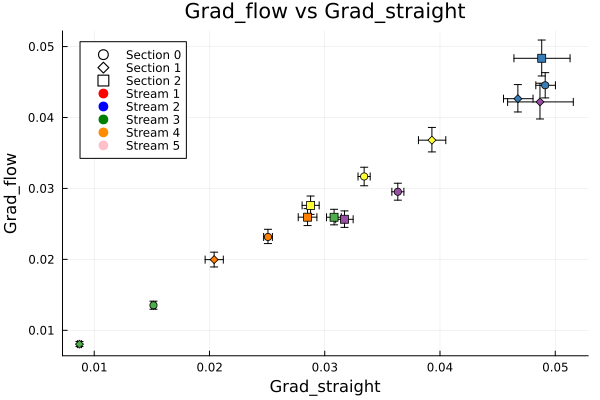 Grad_flow vs Grad_straight
0.05
0.04
0.03
0.02
0.01
Grad_flow
Section 0
Section 1
Section 2
Stream 1
Stream 2
Stream 3
Stream 4
Stream 5
0.01 0.02 0.03 0.04 0.05
Grad_straight